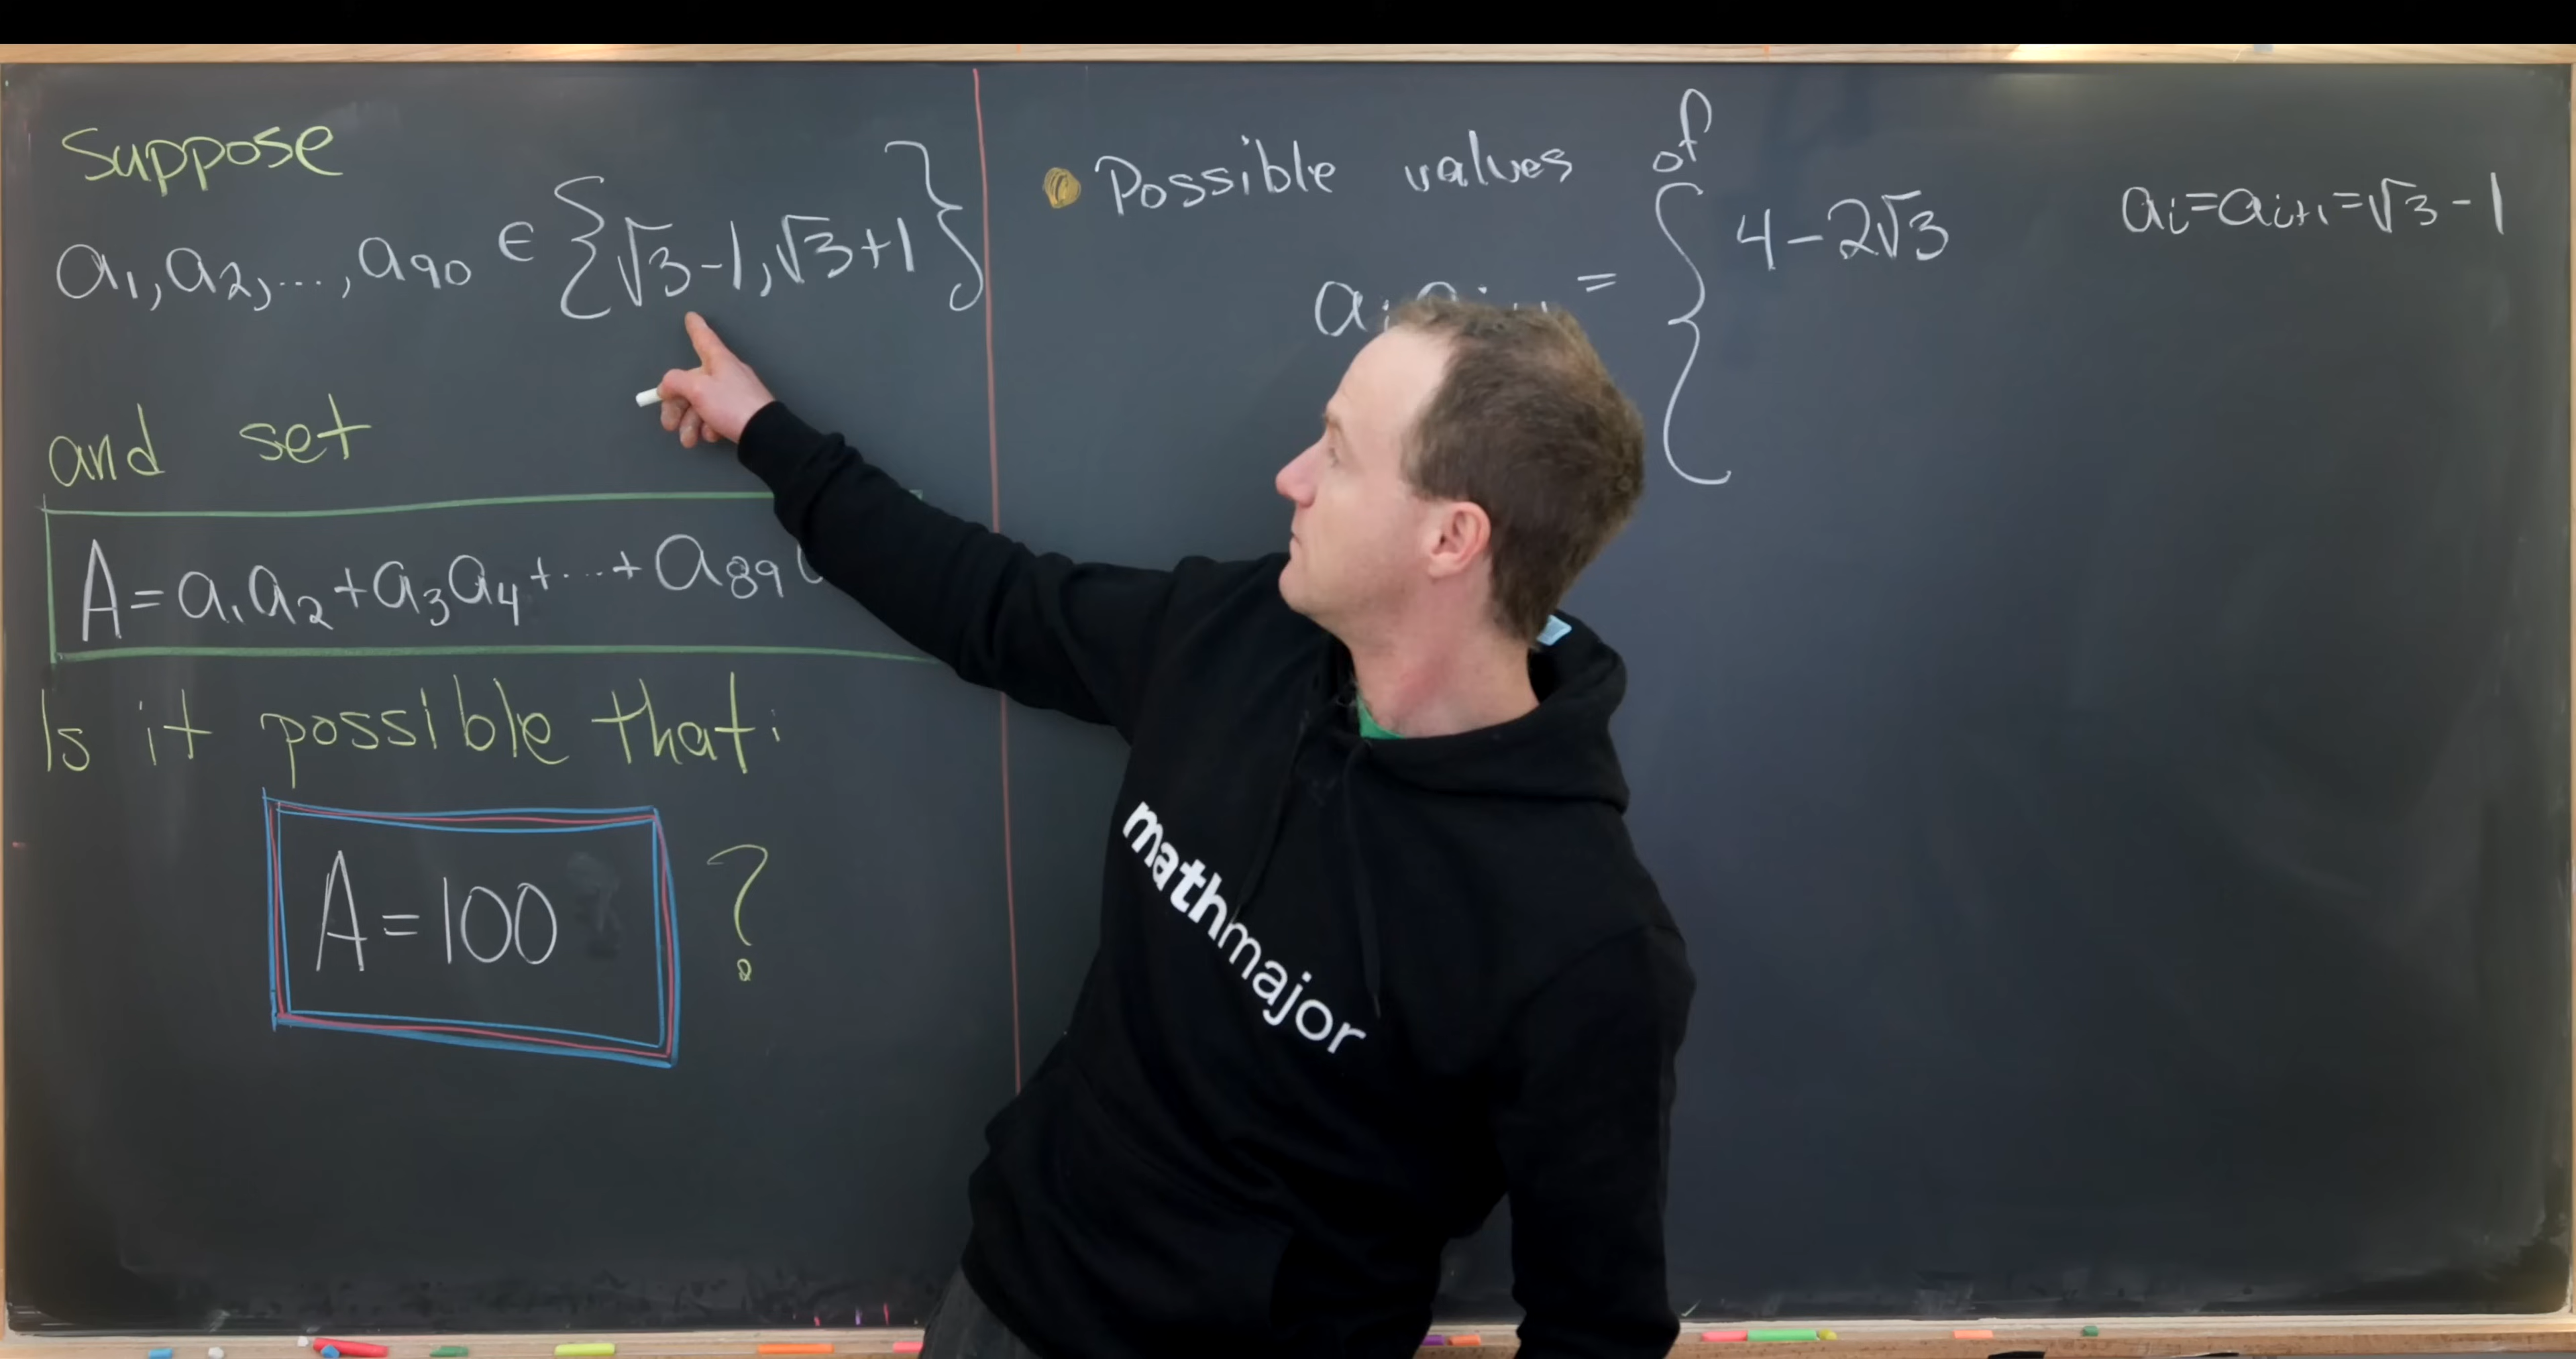 Suppose
a₁, a₂, ..., a₉₀ ∈ {√3-1, √3+1}
and set
A = a₁a₂ + a₃a₄ + ... + a₈₉
Is it possible that:
A = 100 ?
Possible values of
a = { 4 - 2√3 aᵢ = aᵢ₊₁ = √3 - 1
mathmajor